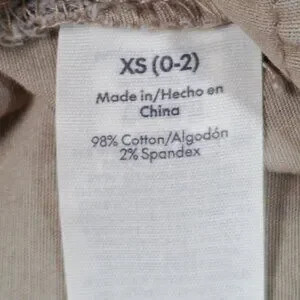 XS (0-2)
Made in/Hecho en
China
98% Cotton/Algodón
2% Spandex